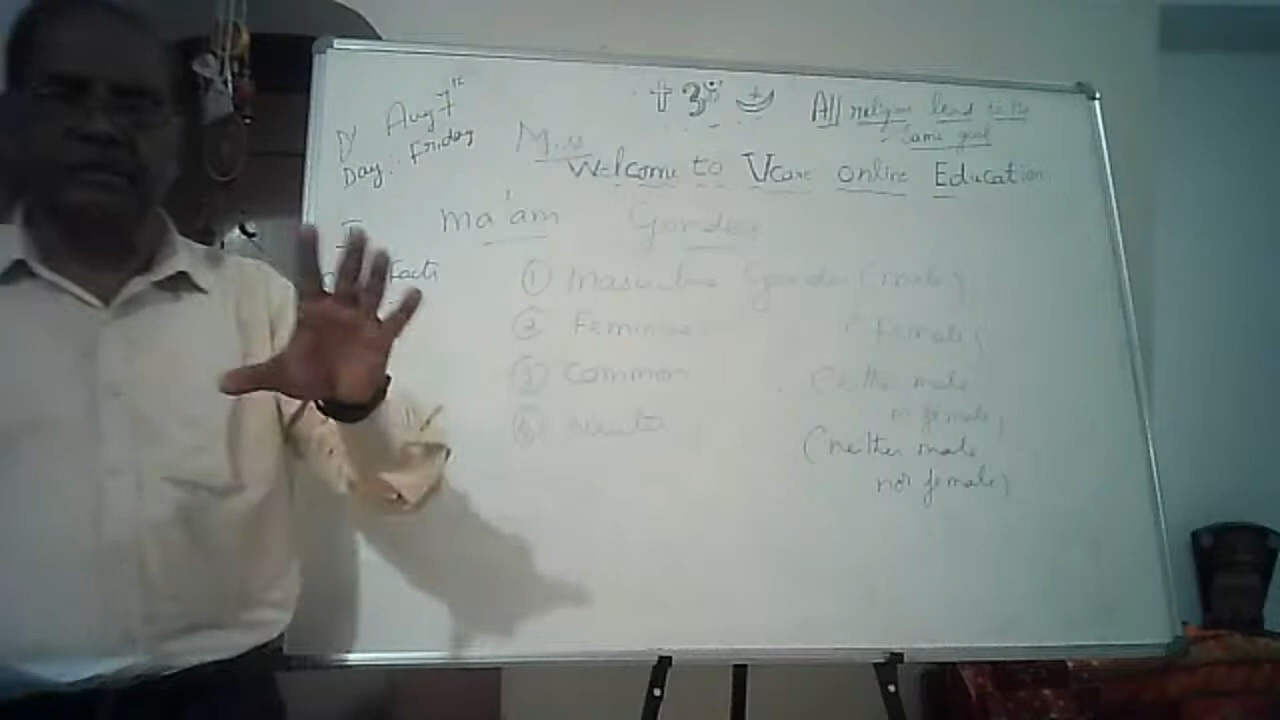 Aug 7th
Day: Friday
ॐ All religion lead to the
same goal
Welcome to Vcare online Education
ma'am Gender
facts
① Masculine Gender (male)
② Feminine " female)
③ Common (either male
or female)
④ Neuter (neither male
nor female)